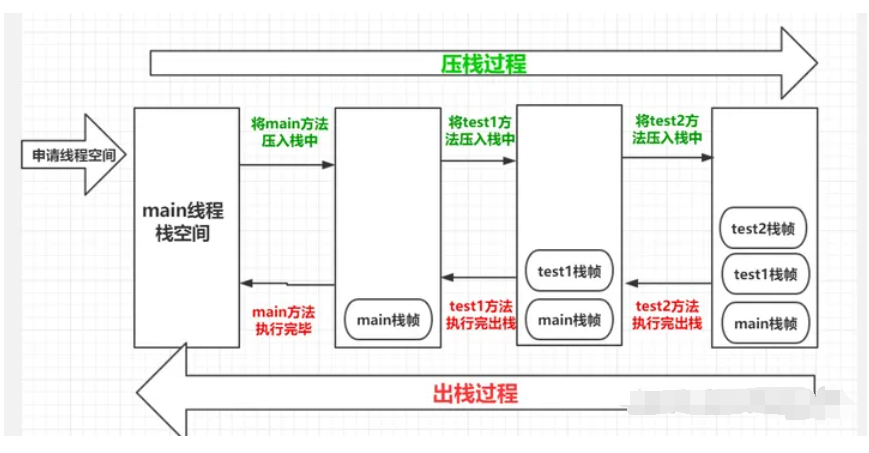 压栈过程
申请线程空间
main线程
栈空间
将main方法
压入栈中
将test1方
法压入栈中
将test2方
法压入栈中
main方法
执行完毕
main栈帧
test1方法
执行完出栈
test1栈帧
main栈帧
test2方法
执行完出栈
test2栈帧
test1栈帧
main栈帧
出栈过程